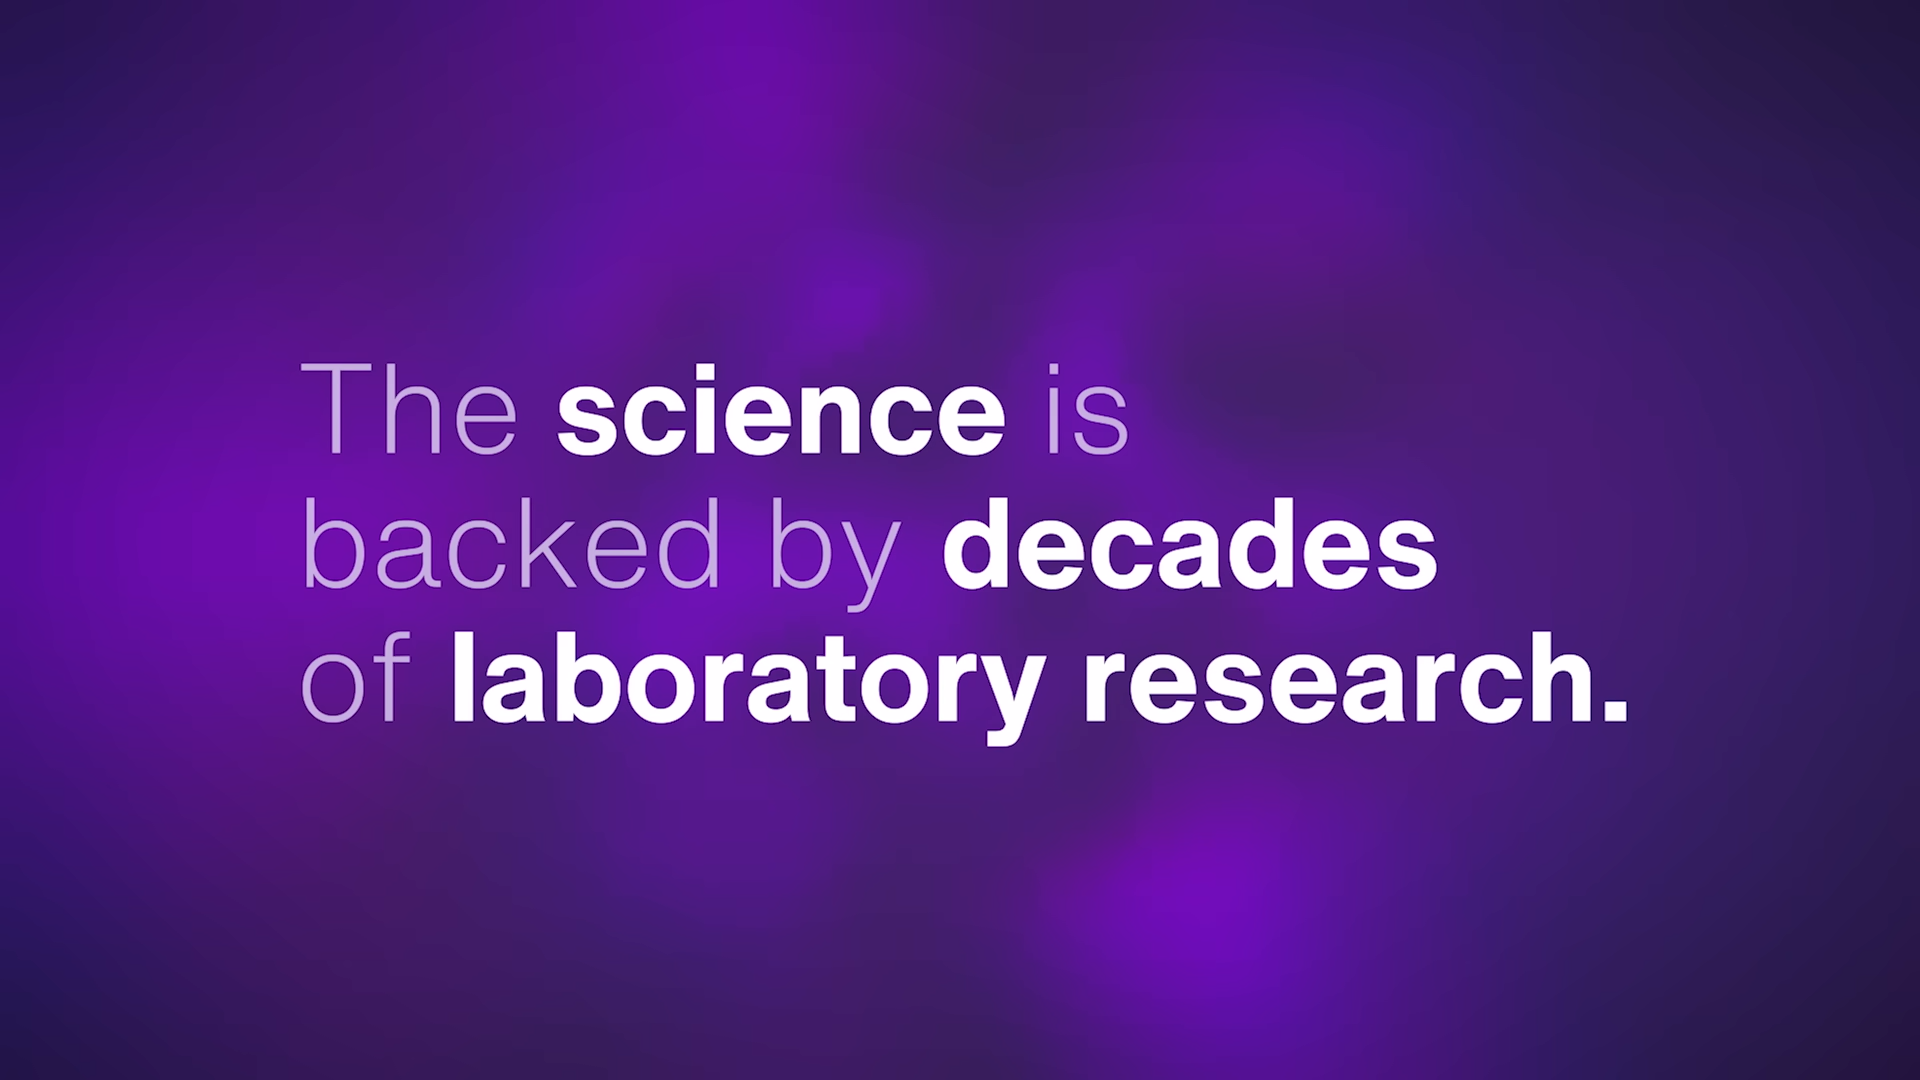 The science is
backed by decades
of laboratory research.